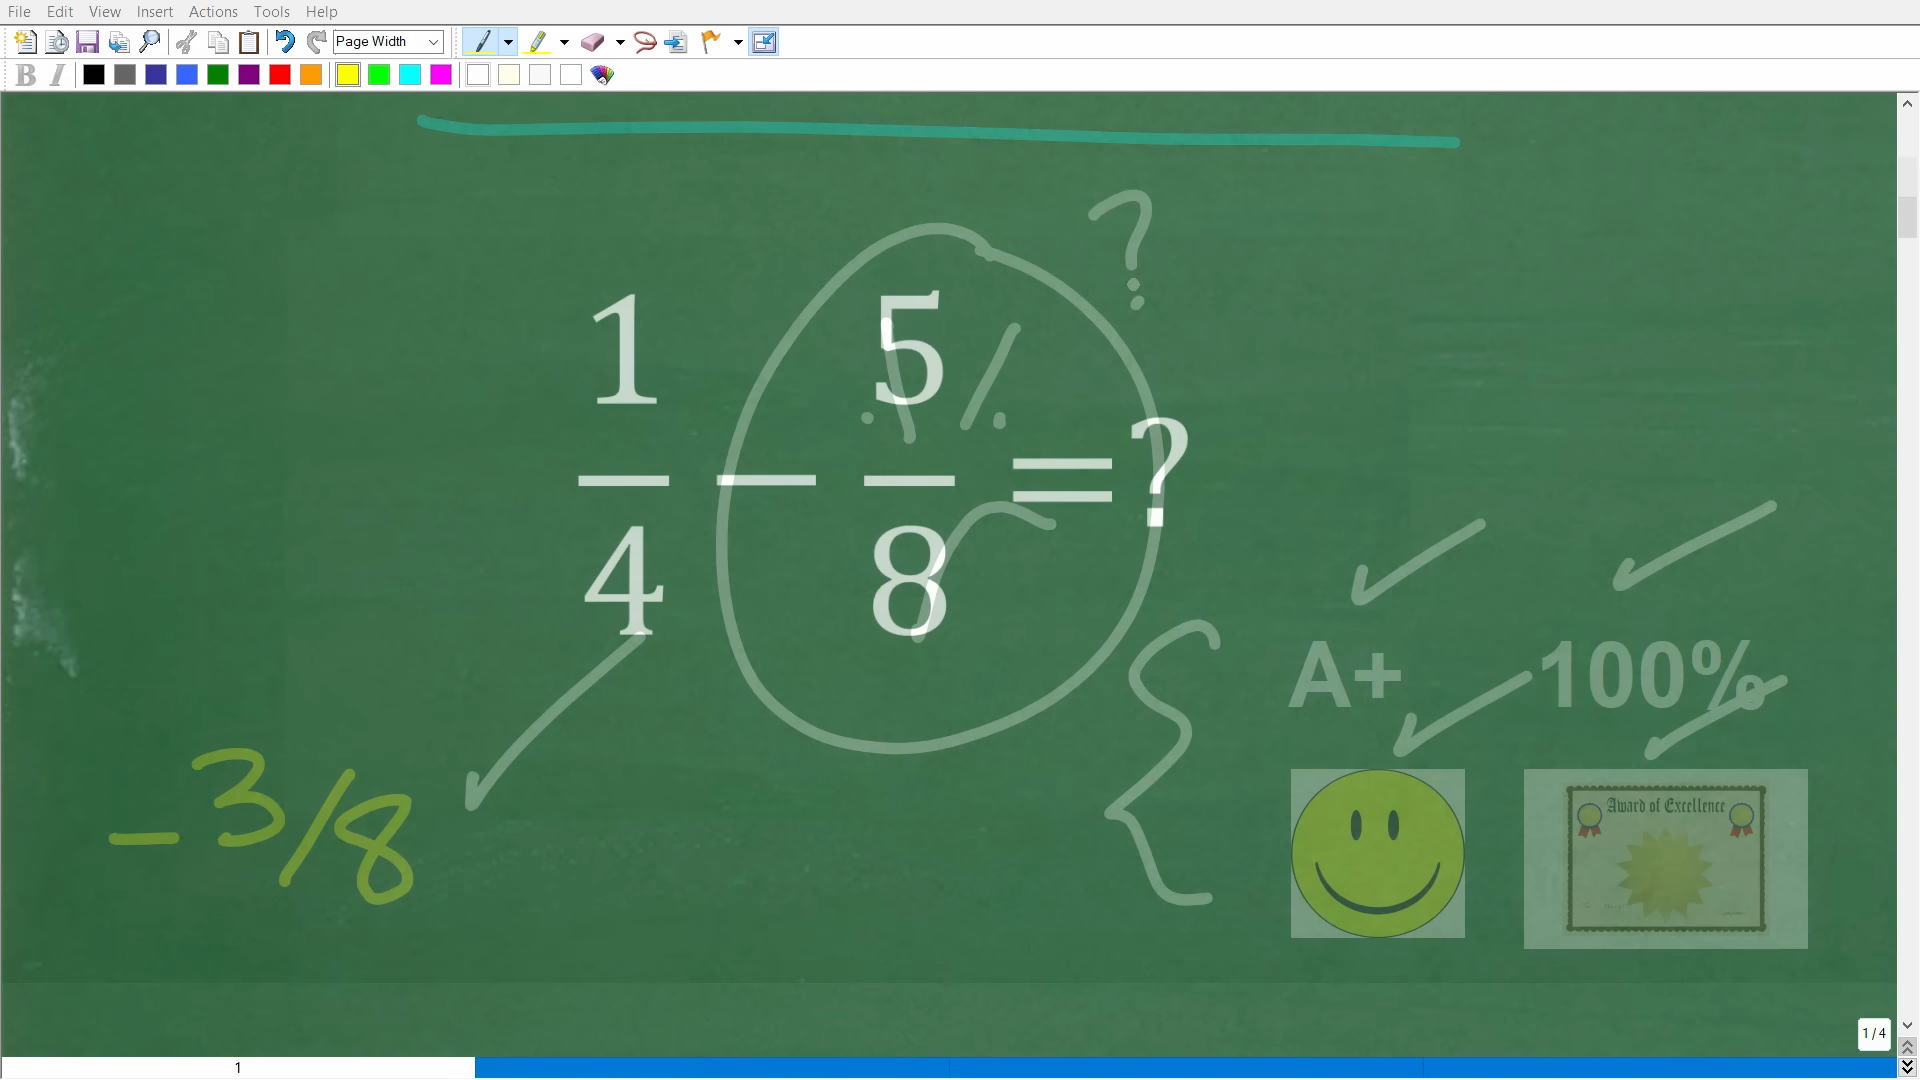 File Edit View Insert Actions Tools Help
Page Width
B I
?
1/4 − 5/8 = ?
A+ 100%
-3/8
Award of Excellence
1 / 4
1